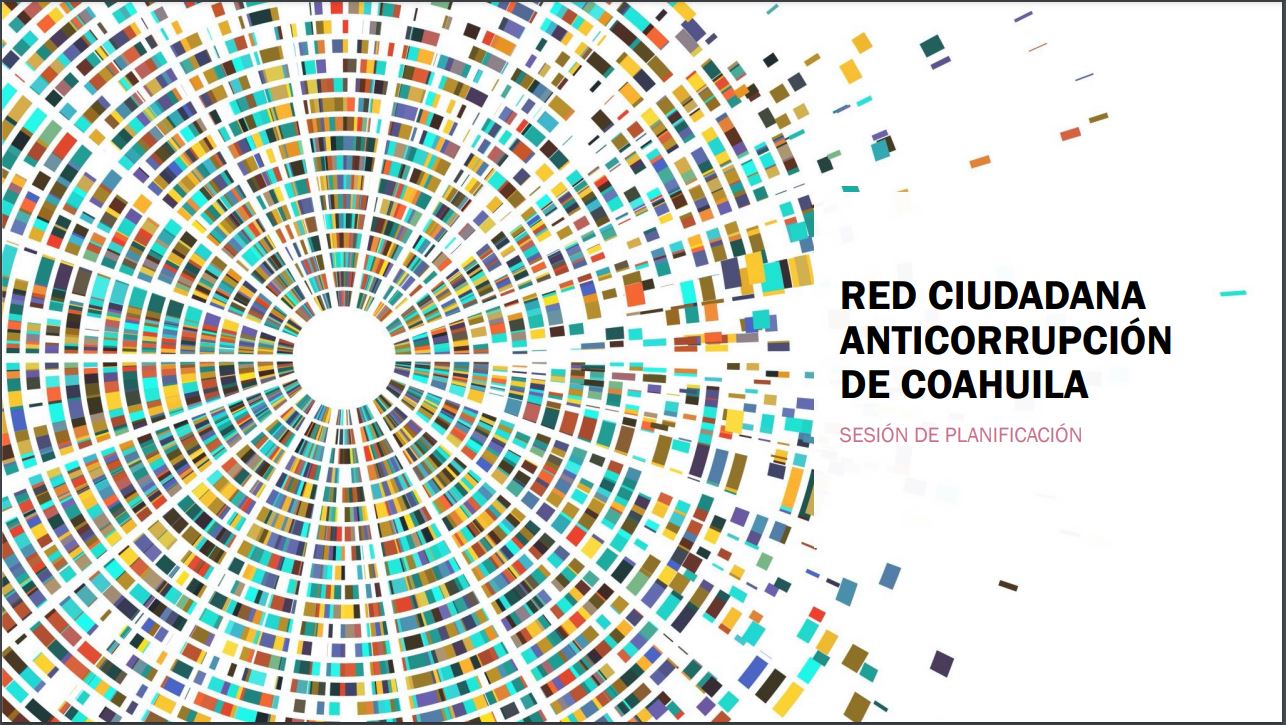 RED CIUDADANA
ANTICORRUPCIÓN
DE COAHUILA
SESIÓN DE PLANIFICACIÓN